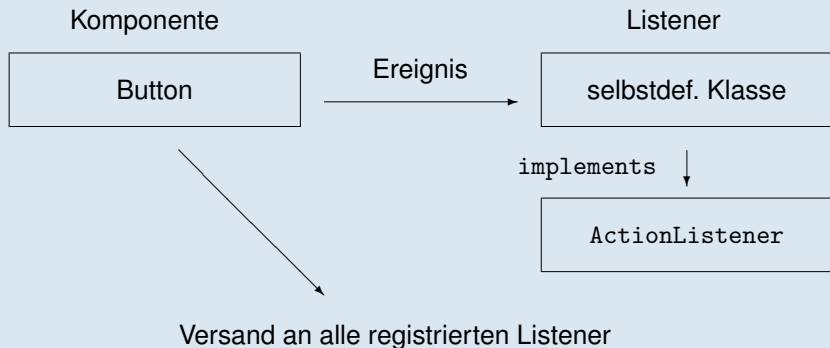 Komponente
Listener
Button
Ereignis
selbstdef. Klasse
implements
ActionListener
Versand an alle registrierten Listener